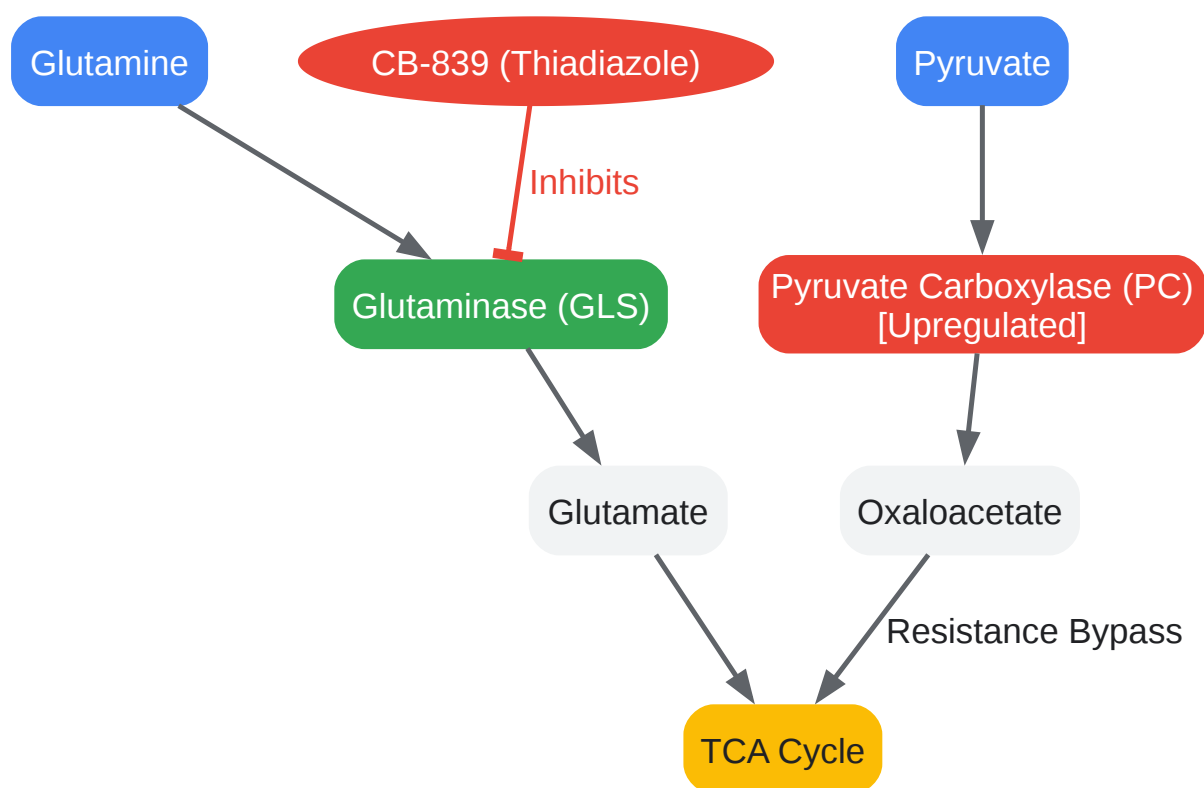 Glutamine
CB-839 (Thiadiazole)
Pyruvate
Inhibits
Glutaminase (GLS)
Pyruvate Carboxylase (PC)
[Upregulated]
Glutamate
Oxaloacetate
Resistance Bypass
TCA Cycle